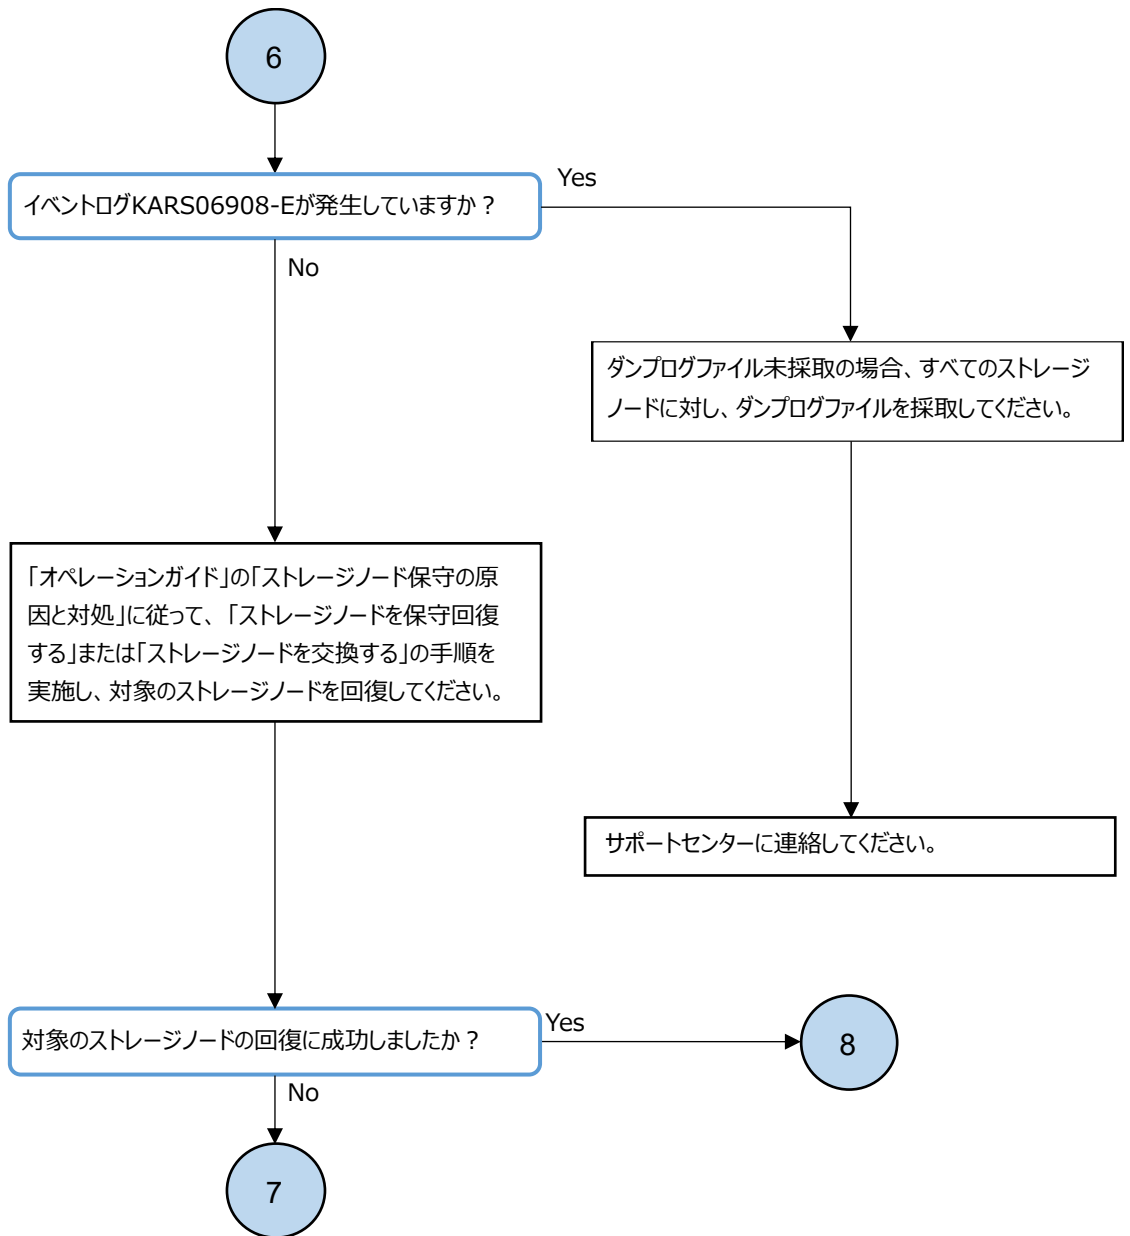 6
イベントログKARS06908-Eが発生していますか？
Yes
No
ダンプログファイル未採取の場合、すべてのストレージ
ノードに対し、ダンプログファイルを採取してください。
「オペレーションガイド」の「ストレージノード保守の原
因と対処」に従って、「ストレージノードを保守回復
する」または「ストレージノードを交換する」の手順を
実施し、対象のストレージノードを回復してください。
サポートセンターに連絡してください。
対象のストレージノードの回復に成功しましたか？
Yes
8
No
7